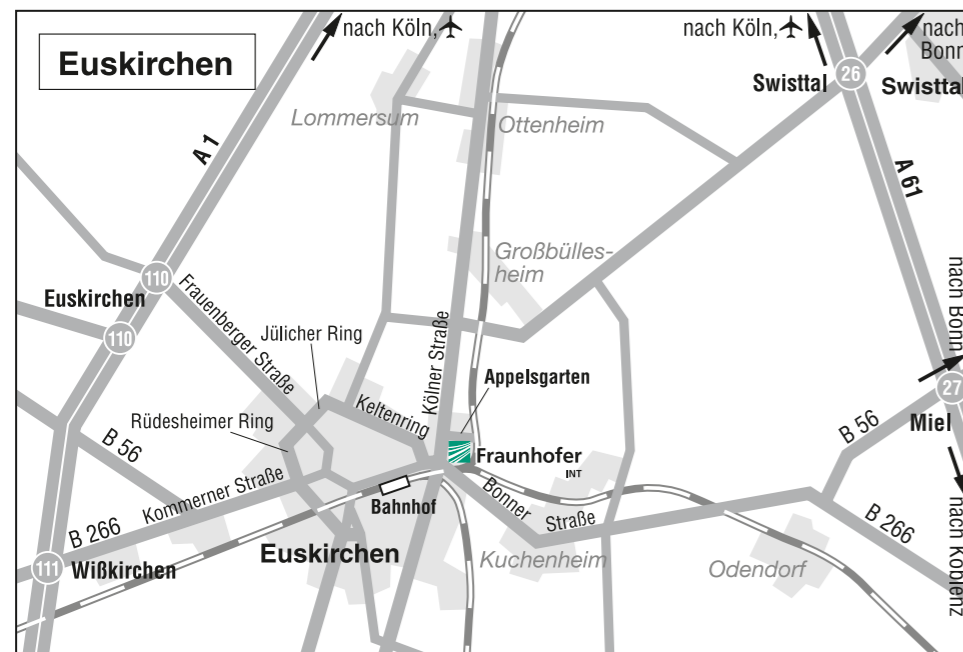 Euskirchen
nach Köln,
nach Köln,
nach
Bonn
Swisttal
26
Swisttal
Lommersum
Ottenheim
A 1
A 61
Großbülles-
heim
110
Euskirchen
110
Frauenberger Straße
Jülicher Ring
Kölner Straße
Appelsgarten
nach Bonn
27
Miel
Rüdesheimer Ring
Keltenring
B 56
B 56
Fraunhofer
INT
Kommerner Straße
B 266
Bahnhof
Bonner
Straße
B 266
111
Wißkirchen
Euskirchen
Kuchenheim
Odendorf
nach Koblenz